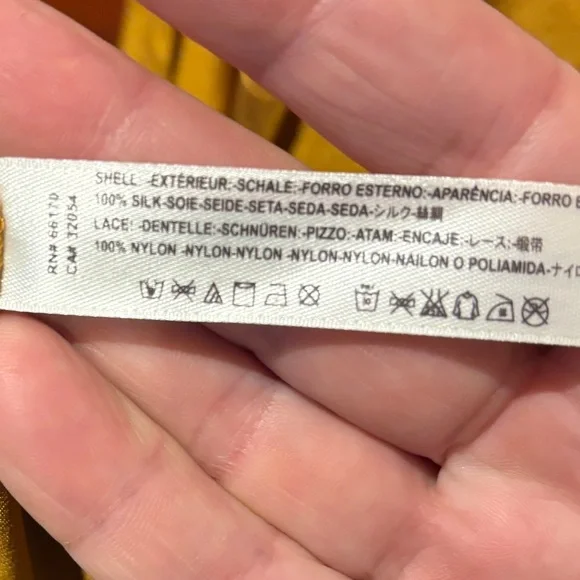 SHELL: -EXTÉRIEUR:-SCHALE:-FORRO ESTERNO:-APARÊNCIA:-FORRO E
100% SILK-SOIE-SEIDE-SETA-SEDA-SEDA-シルク-絲綢
LACE: -DENTELLE:-SCHNÜREN:-PIZZO:-ATAM:-ENCAJE:-レース:-緞帶
100% NYLON -NYLON-NYLON -NYLON-NYLON-NAILON O POLIAMIDA-ナイロ
RN# 66170
CA# 32054